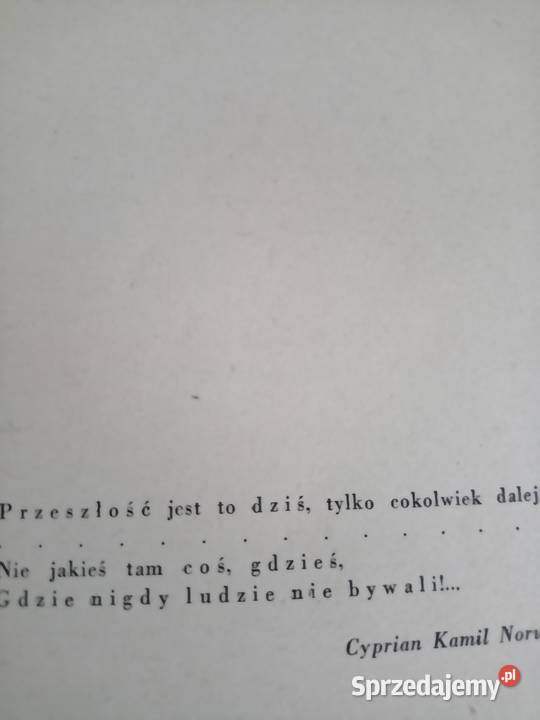 Przeszłość jest to dziś, tylko cokolwiek dalej
. . . . . . . . . . . . . .
Nie jakieś tam coś, gdzieś,
Gdzie nigdy ludzie nie bywali!...
Cyprian Kamil Norw
Sprzedajemy.pl